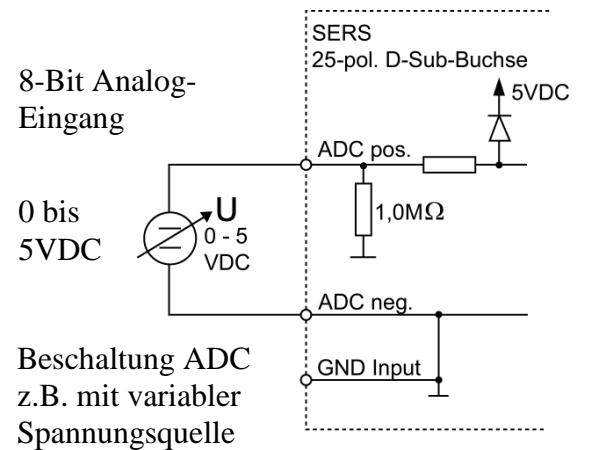 SERS
25-pol. D-Sub-Buchse
8-Bit Analog-
Eingang
5VDC
ADC pos.
0 bis
5VDC
U
0 - 5
VDC
1,0MΩ
ADC neg.
GND Input
Beschaltung ADC
z.B. mit variabler
Spannungsquelle